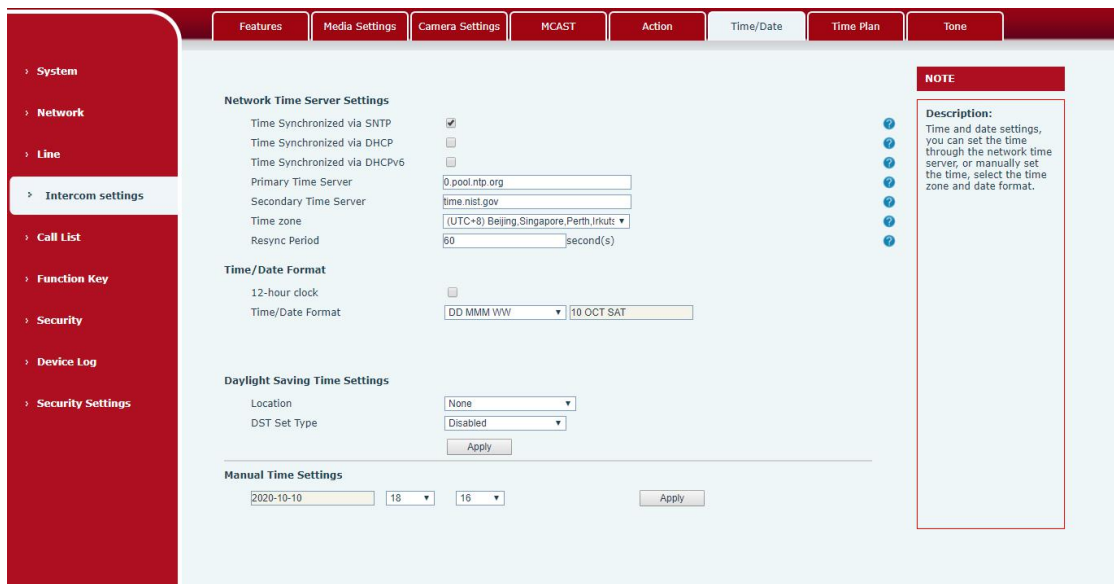 Features
Media Settings
Camera Settings
MCAST
Action
Time/Date
Time Plan
Tone
› System
› Network
› Line
› Intercom settings
› Call List
› Function Key
› Security
› Device Log
› Security Settings
Network Time Server Settings
Time Synchronized via SNTP
Time Synchronized via DHCP
Time Synchronized via DHCPv6
Primary Time Server 0.pool.ntp.org
Secondary Time Server time.nist.gov
Time zone (UTC+8) Beijing,Singapore,Perth,Irkuts
Resync Period 60 second(s)
Time/Date Format
12-hour clock
Time/Date Format DD MMM WW 10 OCT SAT
Daylight Saving Time Settings
Location None
DST Set Type Disabled
Apply
Manual Time Settings
2020-10-10 18 16 Apply
NOTE
Description:
Time and date settings,
you can set the time
through the network time
server, or manually set
the time, select the time
zone and date format.